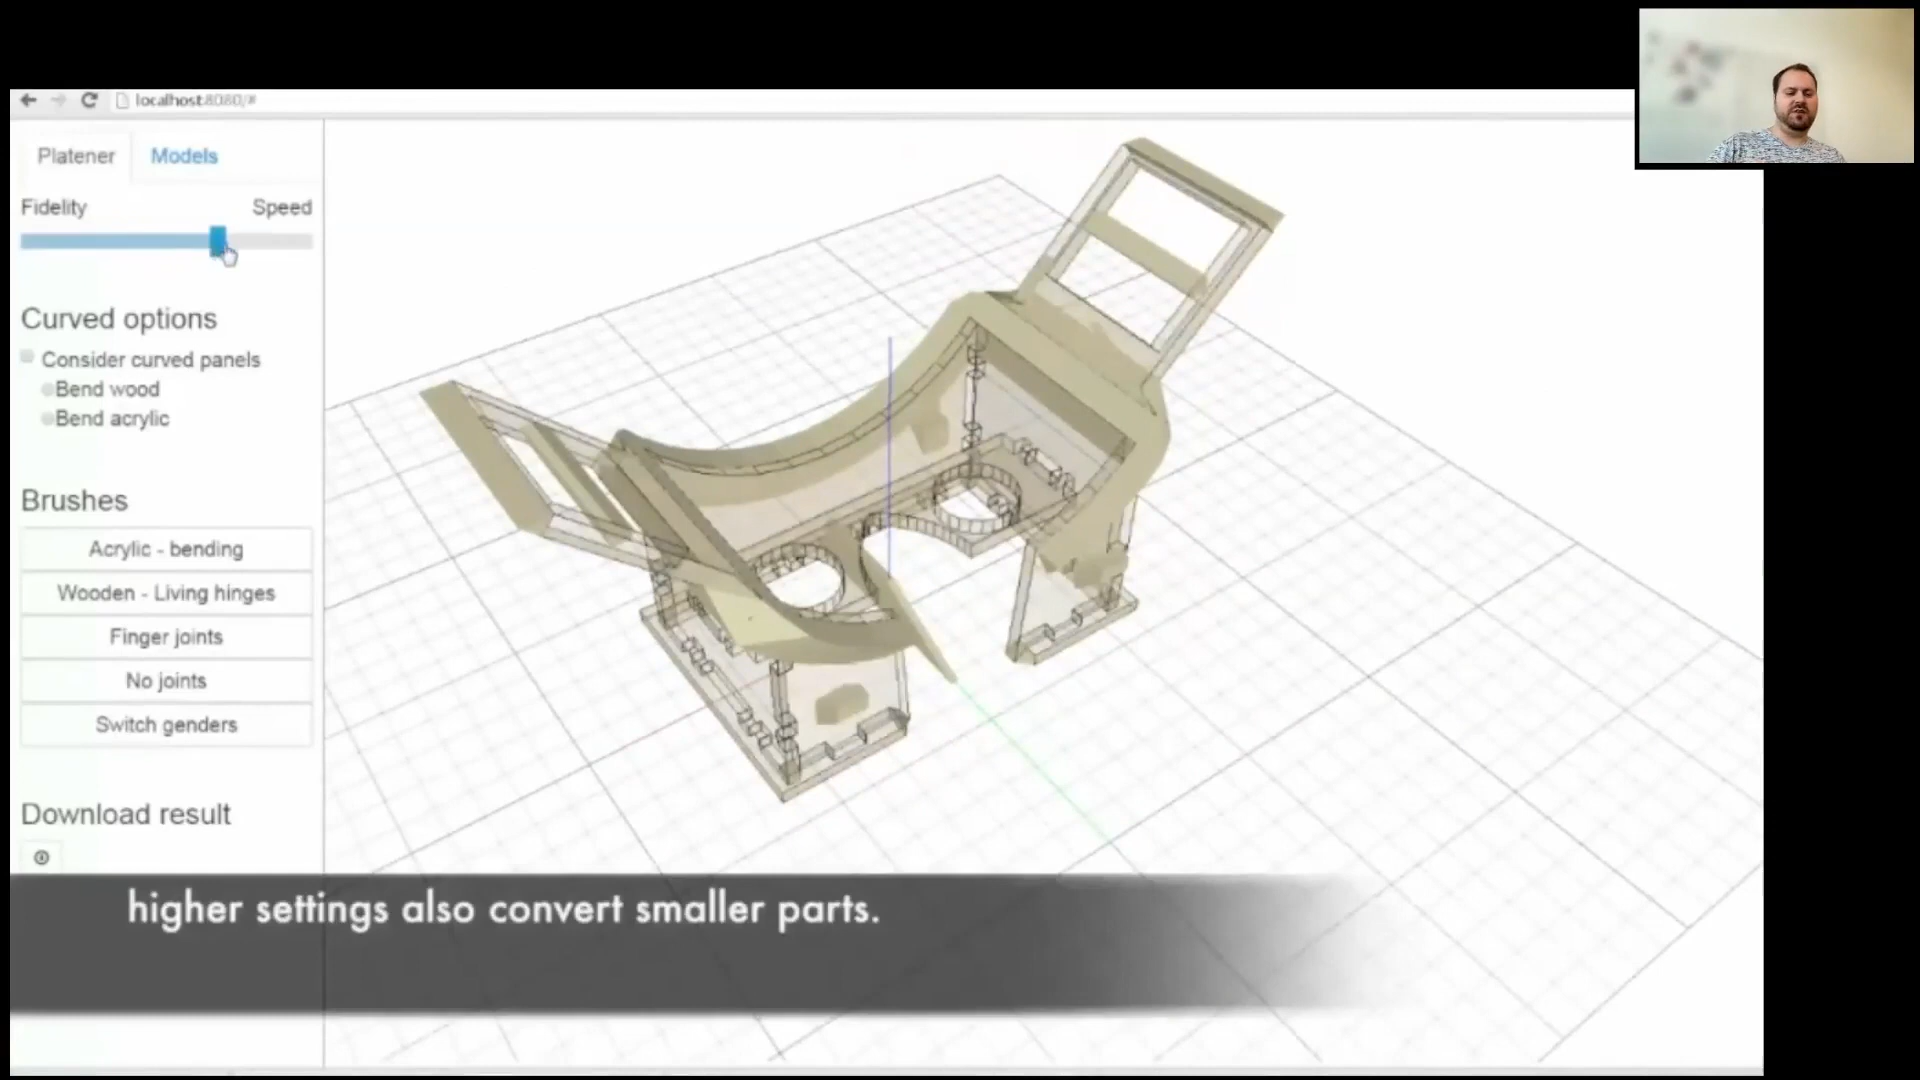 localhost:8080/#
Platener Models
Fidelity Speed
Curved options
Consider curved panels
Bend wood
Bend acrylic
Brushes
Acrylic - bending
Wooden - Living hinges
Finger joints
No joints
Switch genders
Download result
higher settings also convert smaller parts.